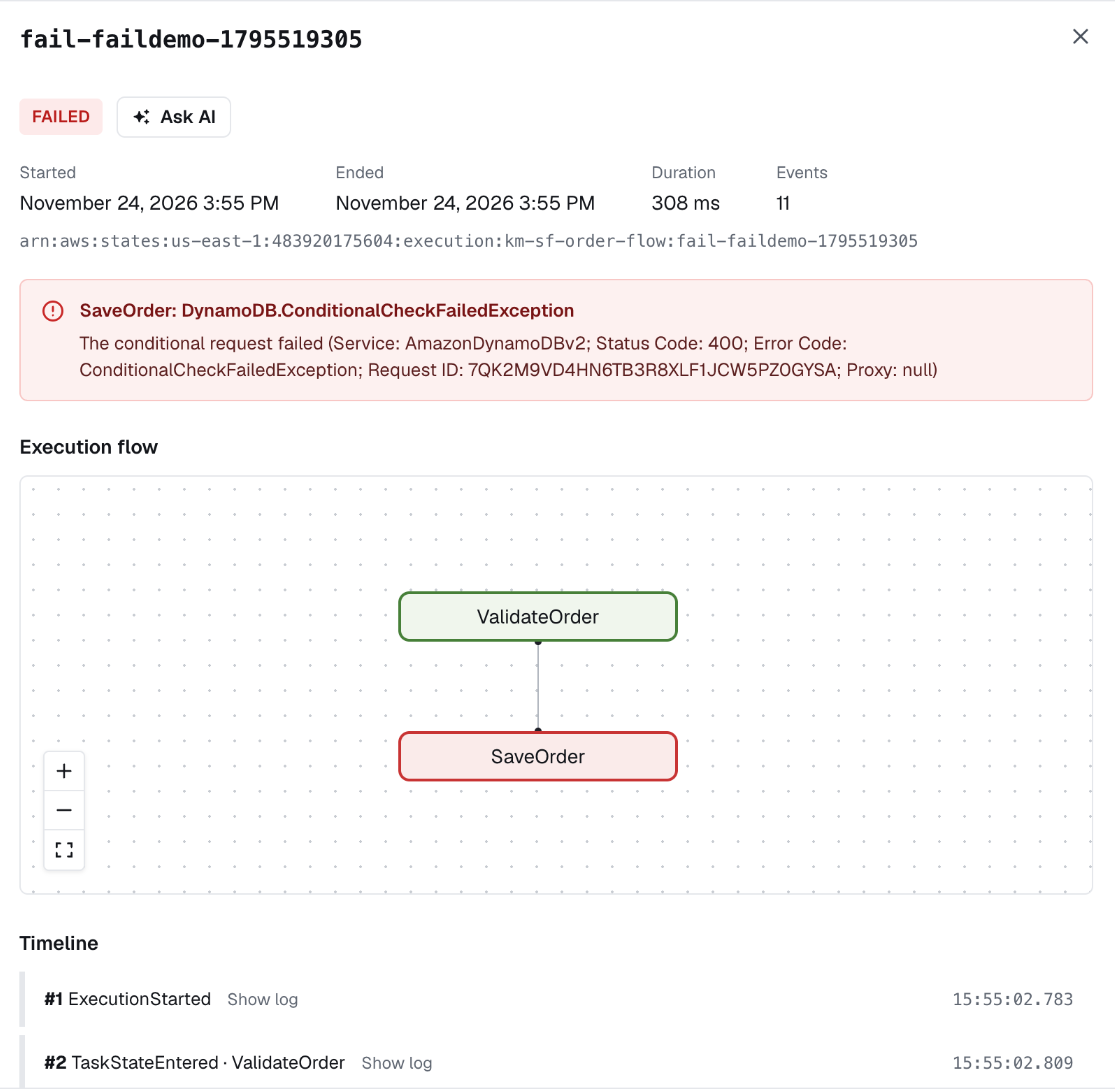 fail-faildemo-1795519305
FAILED
Ask AI
Started
Ended
Duration
Events
November 24, 2026 3:55 PM
November 24, 2026 3:55 PM
308 ms
11
arn:aws:states:us-east-1:483920175604:execution:km-sf-order-flow:fail-faildemo-1795519305
SaveOrder: DynamoDB.ConditionalCheckFailedException
The conditional request failed (Service: AmazonDynamoDBv2; Status Code: 400; Error Code:
ConditionalCheckFailedException; Request ID: 7QK2M9VD4HN6TB3R8XLF1JCW5PZ0GYSA; Proxy: null)
Execution flow
ValidateOrder
SaveOrder
Timeline
#1 ExecutionStarted Show log 15:55:02.783
#2 TaskStateEntered · ValidateOrder Show log 15:55:02.809